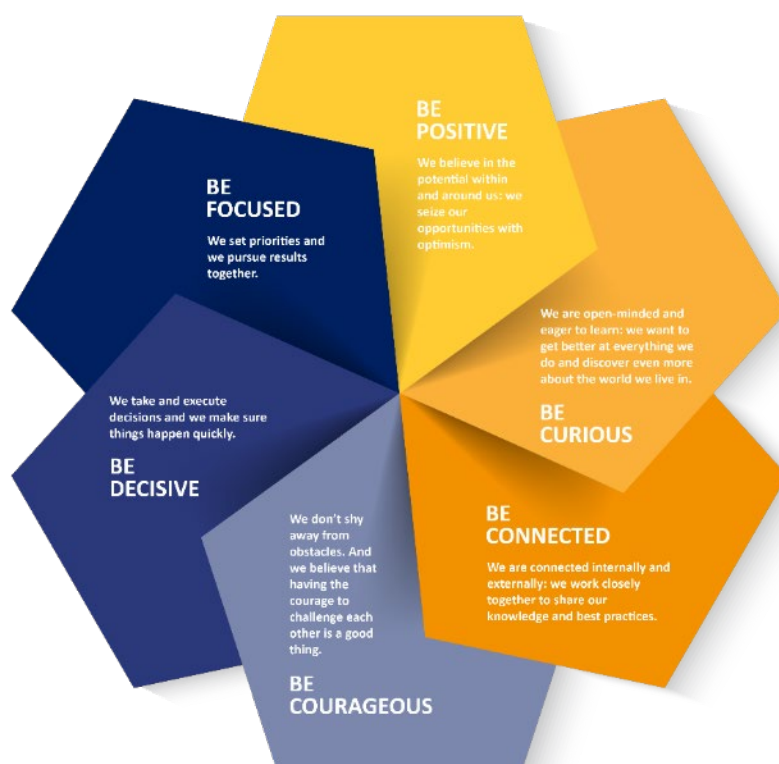 BE
POSITIVE
We believe in the
potential within
and around us: we
seize our
opportunities with
optimism.
We are open-minded and
eager to learn: we want to
get better at everything we
do and discover even more
about the world we live in.
BE
CURIOUS
BE
CONNECTED
We are connected internally and
externally: we work closely
together to share our
knowledge and best practices.
We don't shy
away from
obstacles. And
we believe that
having the
courage to
challenge each
other is a good
thing.
BE
COURAGEOUS
We take and execute
decisions and we make sure
things happen quickly.
BE
DECISIVE
BE
FOCUSED
We set priorities and
we pursue results
together.